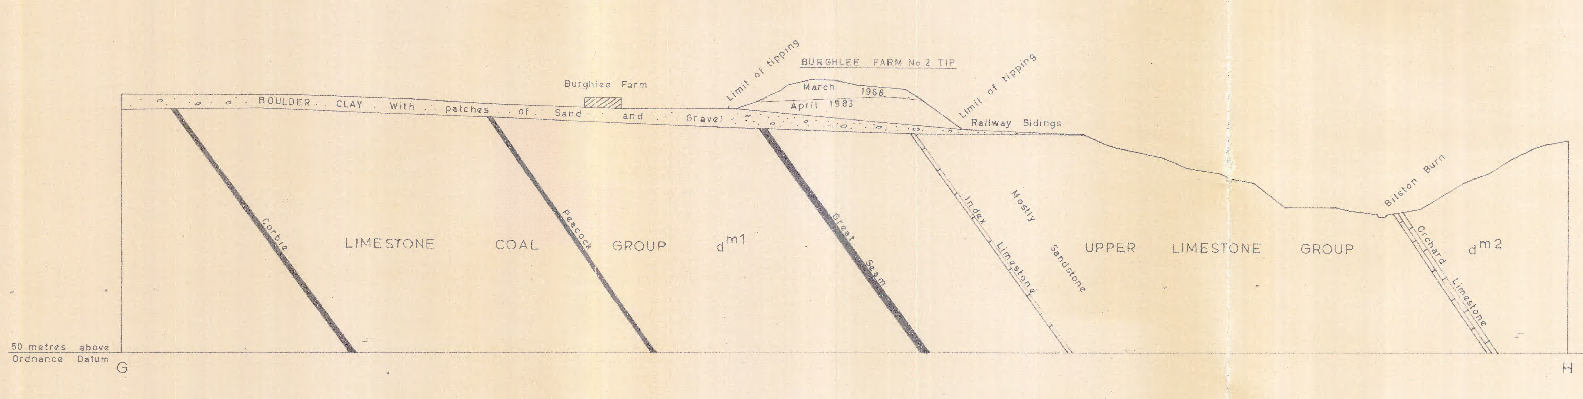 Limit of tipping
BURGHLEE FARM No 2 TIP
Limit of tipping
Burghlee Farm
March 1968
April 1983
BOULDER CLAY With patches of Sand and Gravel
Railway Sidings
Bilston Burn
Corbie
Peacock
Great Seam
Index Limestone
Mostly Sandstone
Orchard Limestone
LIMESTONE COAL GROUP dm1
UPPER LIMESTONE GROUP dm2
50 metres above
Ordnance Datum
G
H